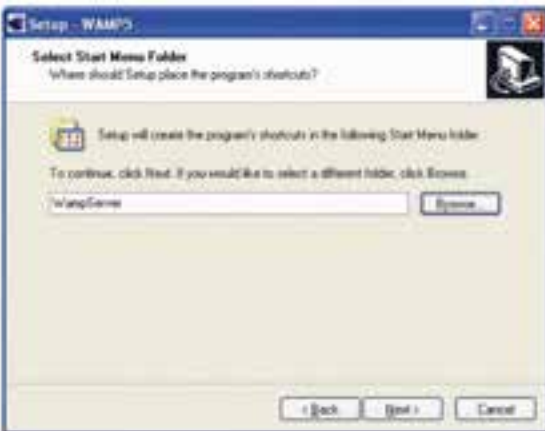 Setup - WAMP5
Select Start Menu Folder
Where should Setup place the program's shortcuts?
Setup will create the program's shortcuts in the following Start Menu folder.
To continue, click Next. If you would like to select a different folder, click Browse.
WampServer
Browse...
< Back
Next >
Cancel